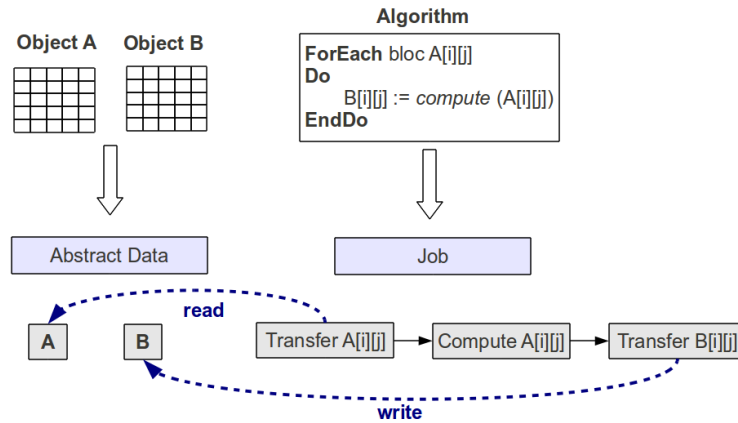 Algorithm
Object A
Object B
ForEach bloc A[i][j]
Do
B[i][j] := compute (A[i][j])
EndDo
Abstract Data
Job
read
A
B
Transfer A[i][j]
Compute A[i][j]
Transfer B[i][j]
write